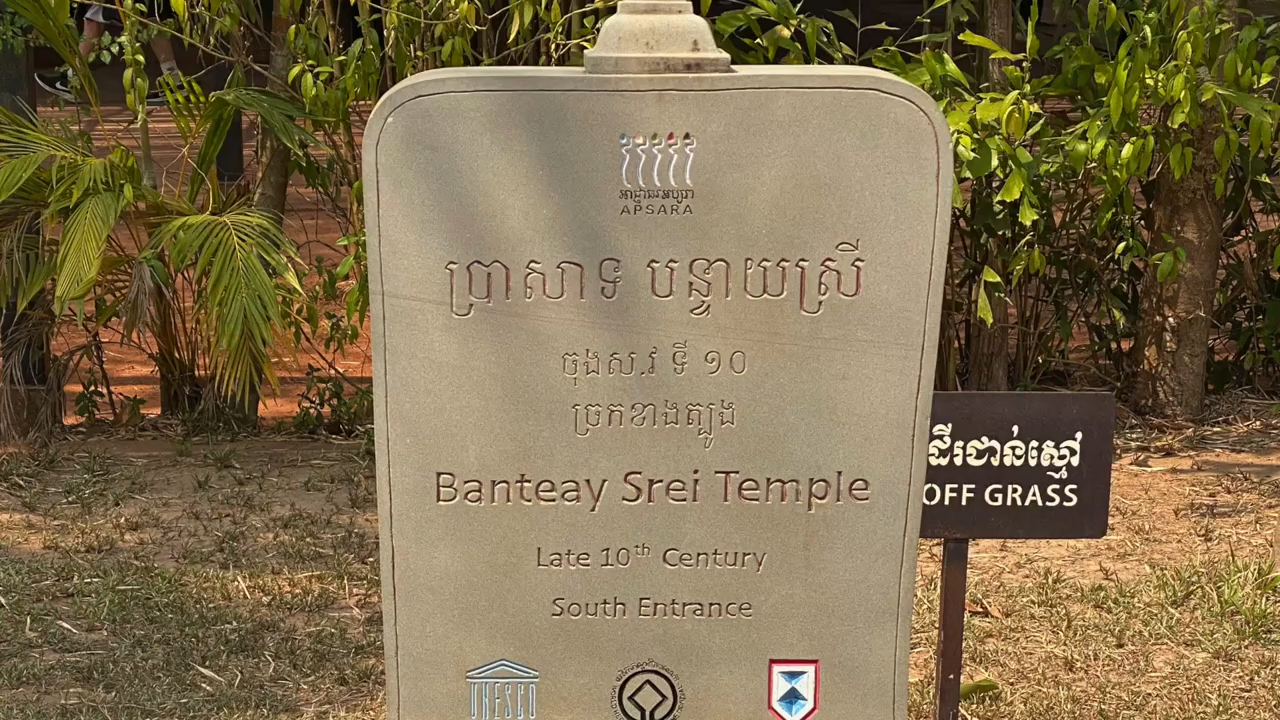 អាជ្ញាធរអប្សរា
APSARA
ប្រាសាទ បន្ទាយស្រី
ចុងស.វ ទី ១០
ច្រកខាងត្បូង
Banteay Srei Temple
Late 10th Century
South Entrance
UNESCO
ដើរជាន់ស្មៅ
OFF GRASS